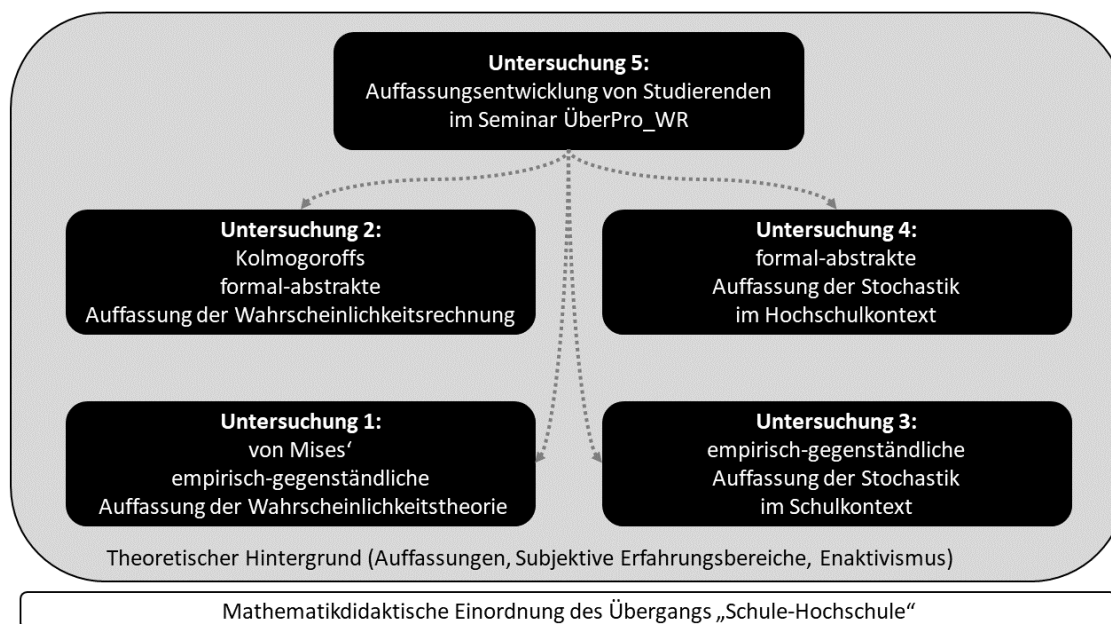 Untersuchung 5:
Auffassungsentwicklung von Studierenden
im Seminar ÜberPro_WR
Untersuchung 2:
Kolmogoroffs
formal-abstrakte
Auffassung der Wahrscheinlichkeitsrechnung
Untersuchung 4:
formal-abstrakte
Auffassung der Stochastik
im Hochschulkontext
Untersuchung 1:
von Mises‘
empirisch-gegenständliche
Auffassung der Wahrscheinlichkeitstheorie
Untersuchung 3:
empirisch-gegenständliche
Auffassung der Stochastik
im Schulkontext
Theoretischer Hintergrund (Auffassungen, Subjektive Erfahrungsbereiche, Enaktivismus)
Mathematikdidaktische Einordnung des Übergangs „Schule-Hochschule“